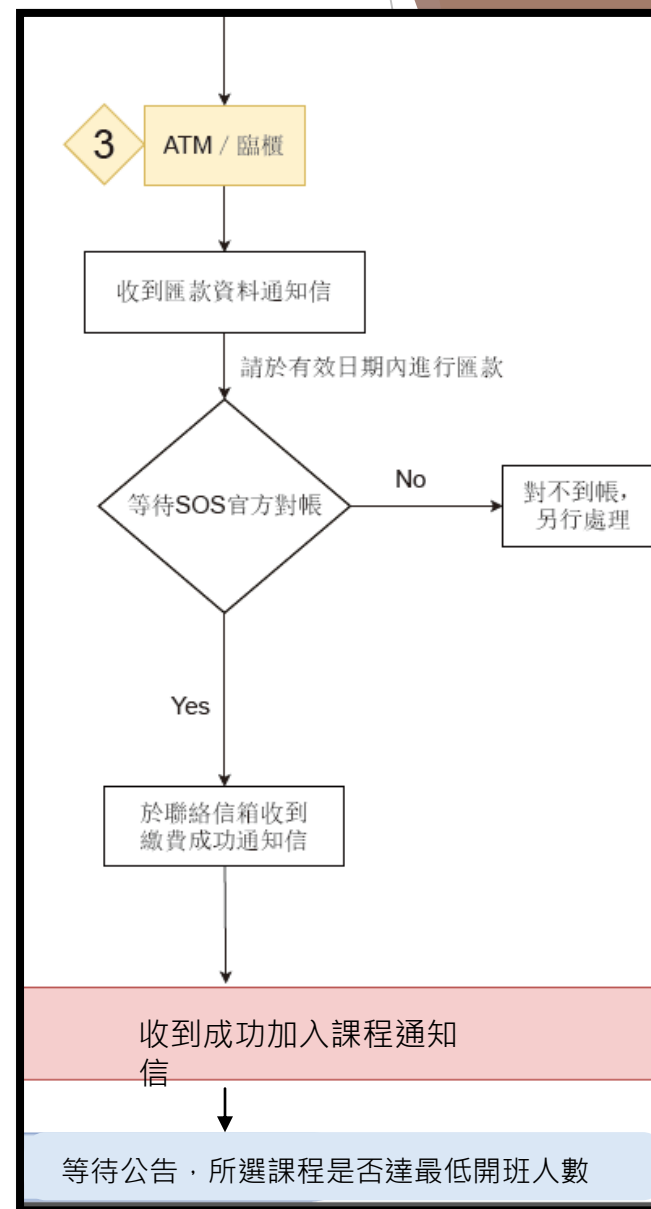 3
ATM / 臨櫃
收到匯款資料通知信
請於有效日期內進行匯款
等待SOS官方對帳
No
對不到帳,
另行處理
Yes
於聯絡信箱收到
繳費成功通知信
收到成功加入課程通知
信
等待公告，所選課程是否達最低開班人數